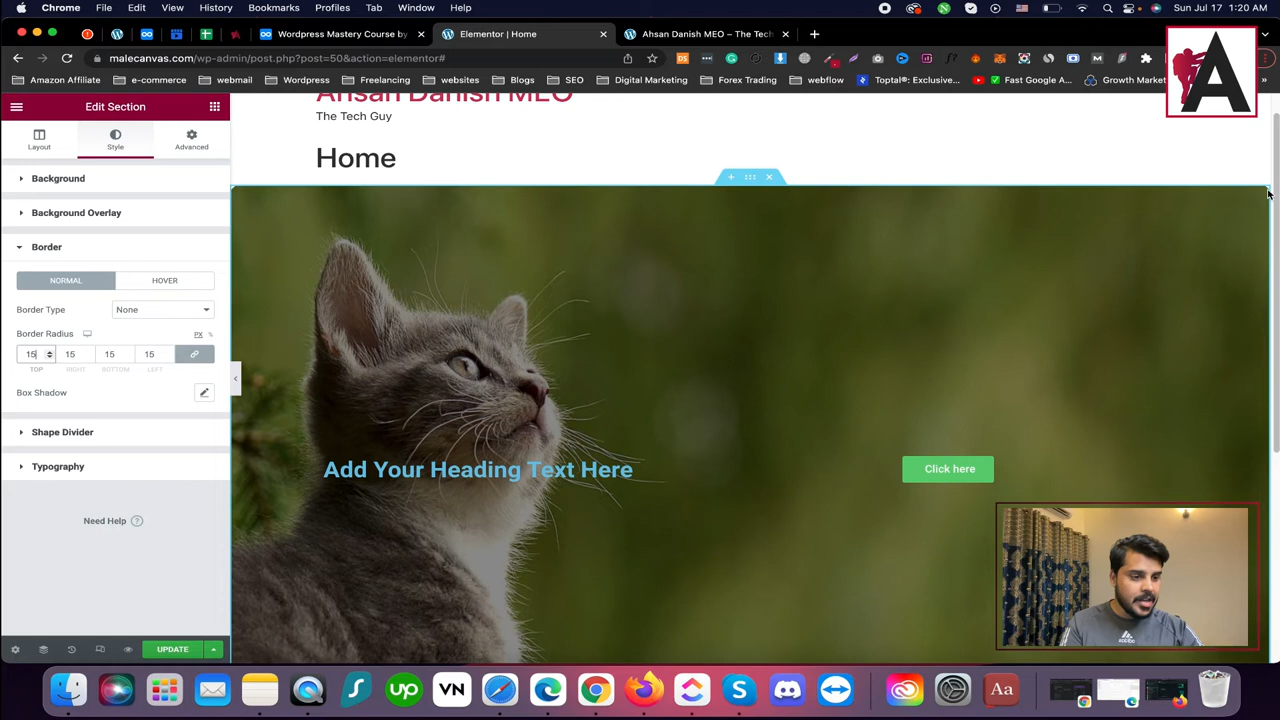 Chrome File Edit View History Bookmarks Profiles Tab Window Help
Sun Jul 17 1:20 AM
Wordpress Mastery Course by
Elementor | Home
Ahsan Danish MEO – The Tech
malecanvas.com/wp-admin/post.php?post=50&action=elementor#
Amazon Affiliate e-commerce webmail Wordpress Freelancing websites Blogs SEO Digital Marketing Forex Trading webflow Toptal®: Exclusive... Fast Google A... Growth Market
A
Edit Section
Ahsan Danish MEO
The Tech Guy
Layout Style Advanced
Home
Background
Background Overlay
Border
NORMAL HOVER
Border Type None
Border Radius PX %
15 15 15 15
TOP RIGHT BOTTOM LEFT
Box Shadow
Shape Divider
Typography
Add Your Heading Text Here
Click here
Need Help ?
UPDATE
adidas
up VN Aa